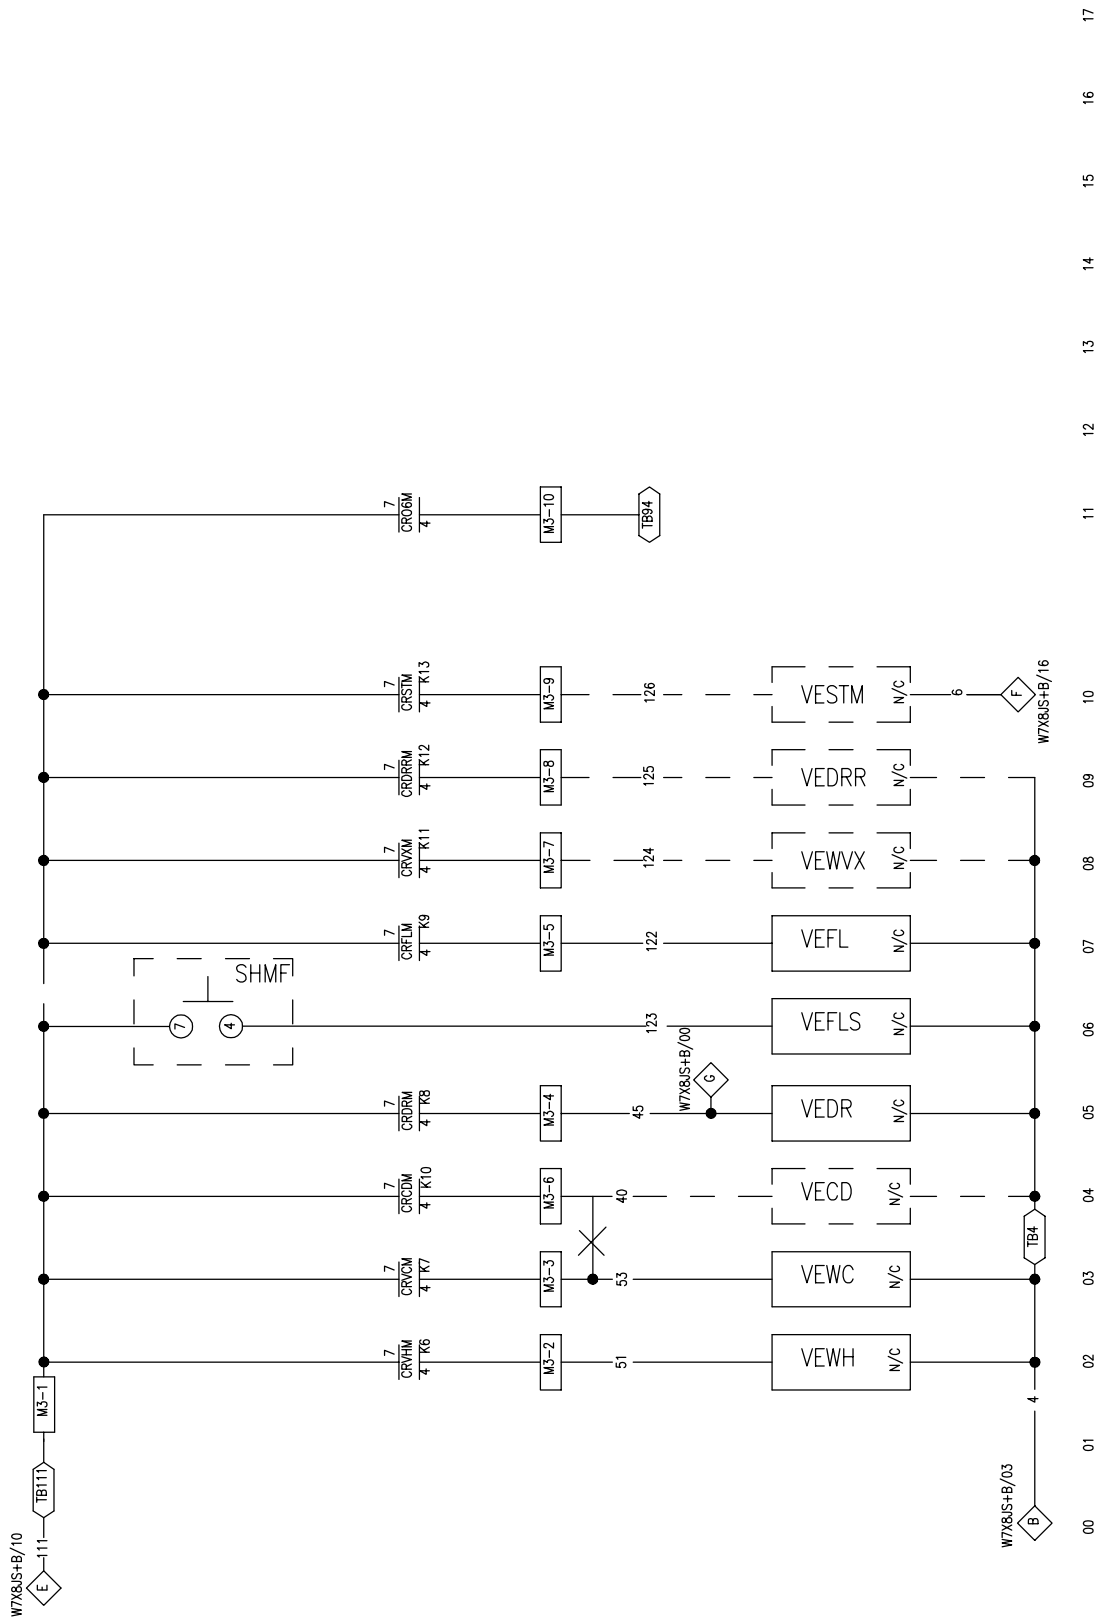 W7X8JS+B/10
E
111
TB111
M3-1
7
CRVHM
4
K6
M3-2
51
VEWH
N/C
7
CRVCM
4
K7
M3-3
53
VEWC
N/C
7
CRCDM
4
K10
M3-6
40
VECD
N/C
7
CRDRM
4
K8
M3-4
45
W7X8JS+B/00
G
VEDR
N/C
7
4
SHMF
123
VEFLS
N/C
7
CRFLM
4
K9
M3-5
122
VEFL
N/C
7
CRVXM
4
K11
M3-7
124
VEWVX
N/C
7
CRDRRM
4
K12
M3-8
125
VEDRR
N/C
7
CRSTM
4
K13
M3-9
126
VESTM
N/C
6
F
W7X8JS+B/16
7
CR06M
4
M3-10
TB94
W7X8JS+B/03
B
4
TB4
00
01
02
03
04
05
06
07
08
09
10
11
12
13
14
15
16
17